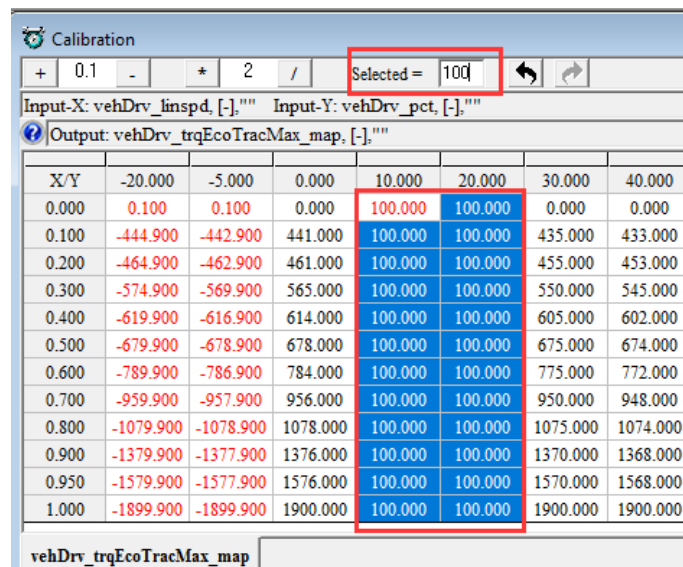 Calibration
+ 0.1 - * 2 / Selected = 100
Input-X: vehDrv_linspd, [-],"" Input-Y: vehDrv_pct, [-],""
Output: vehDrv_trqEcoTracMax_map, [-],""
X/Y -20.000 -5.000 0.000 10.000 20.000 30.000 40.000
0.000 0.100 0.100 0.000 100.000 100.000 0.000 0.000
0.100 -444.900 -442.900 441.000 100.000 100.000 435.000 433.000
0.200 -464.900 -462.900 461.000 100.000 100.000 455.000 453.000
0.300 -574.900 -569.900 565.000 100.000 100.000 550.000 545.000
0.400 -619.900 -616.900 614.000 100.000 100.000 605.000 602.000
0.500 -679.900 -678.900 678.000 100.000 100.000 675.000 674.000
0.600 -789.900 -786.900 784.000 100.000 100.000 775.000 772.000
0.700 -959.900 -957.900 956.000 100.000 100.000 950.000 948.000
0.800 -1079.900 -1078.900 1078.000 100.000 100.000 1075.000 1074.000
0.900 -1379.900 -1377.900 1376.000 100.000 100.000 1370.000 1368.000
0.950 -1579.900 -1577.900 1576.000 100.000 100.000 1570.000 1568.000
1.000 -1899.900 -1899.900 1900.000 100.000 100.000 1900.000 1900.000
vehDrv_trqEcoTracMax_map